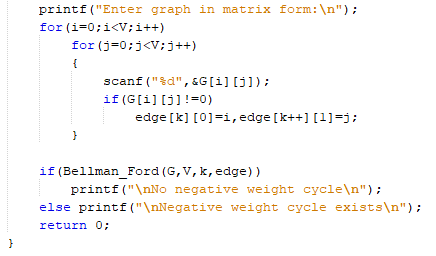 printf("Enter graph in matrix form:\n");
for(i=0;i<V;i++)
for(j=0;j<V;j++)
{
scanf("%d",&G[i][j]);
if(G[i][j]!=0)
edge[k][0]=i,edge[k++][1]=j;
}
if(Bellman_Ford(G,V,k,edge))
printf("\nNo negative weight cycle\n");
else printf("\nNegative weight cycle exists\n");
return 0;
}